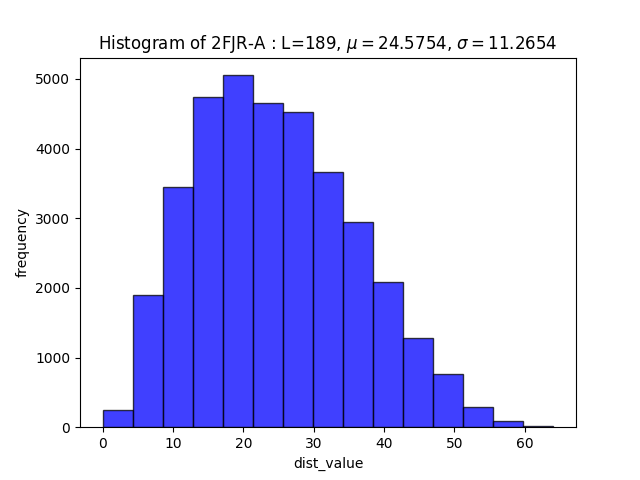 Histogram of 2FJR-A : L=189, μ = 24.5754, σ = 11.2654
5000
4000
3000
2000
1000
0
frequency
0 10 20 30 40 50 60
dist_value